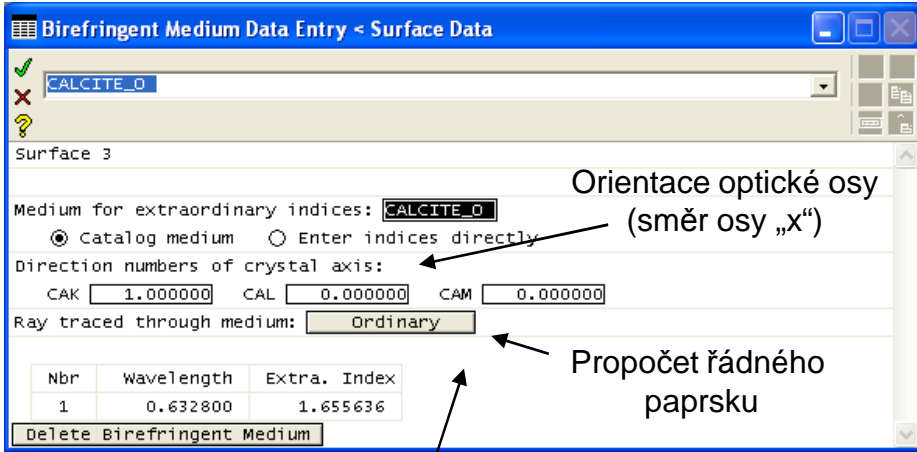 Birefringent Medium Data Entry < Surface Data
CALCITE_O
Surface 3
Orientace optické osy
(směr osy „x“)
Medium for extraordinary indices: CALCITE_O
Catalog medium Enter indices directly
Direction numbers of crystal axis:
CAK 1.000000 CAL 0.000000 CAM 0.000000
Ray traced through medium: Ordinary
Propočet řádného
paprsku
Nbr Wavelength Extra. Index
1 0.632800 1.655636
Delete Birefringent Medium